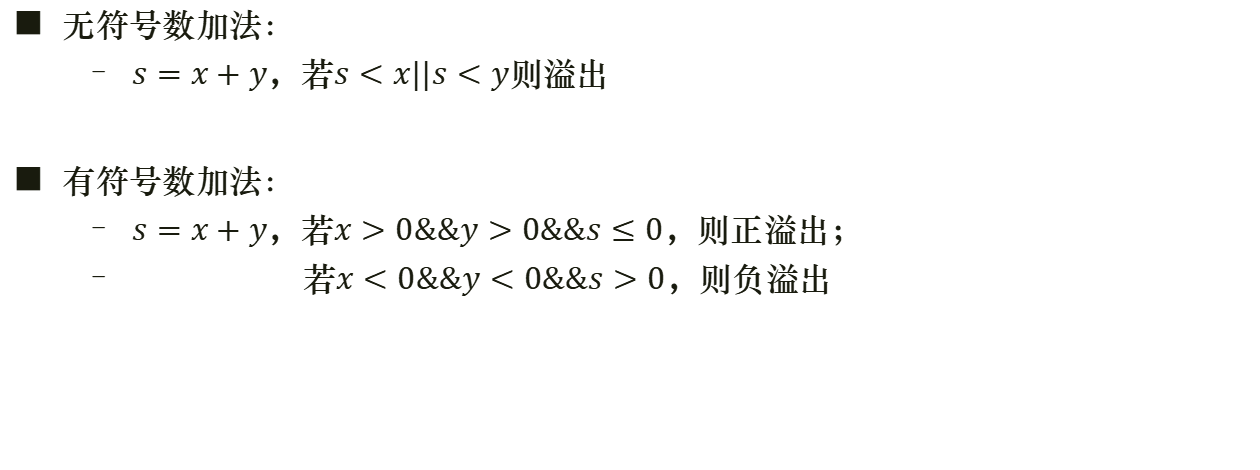 ■ 无符号数加法：
– s = x + y，若s < x||s < y则溢出
■ 有符号数加法：
– s = x + y，若x > 0&&y > 0&&s ≤ 0，则正溢出；
– 若x < 0&&y < 0&&s > 0，则负溢出